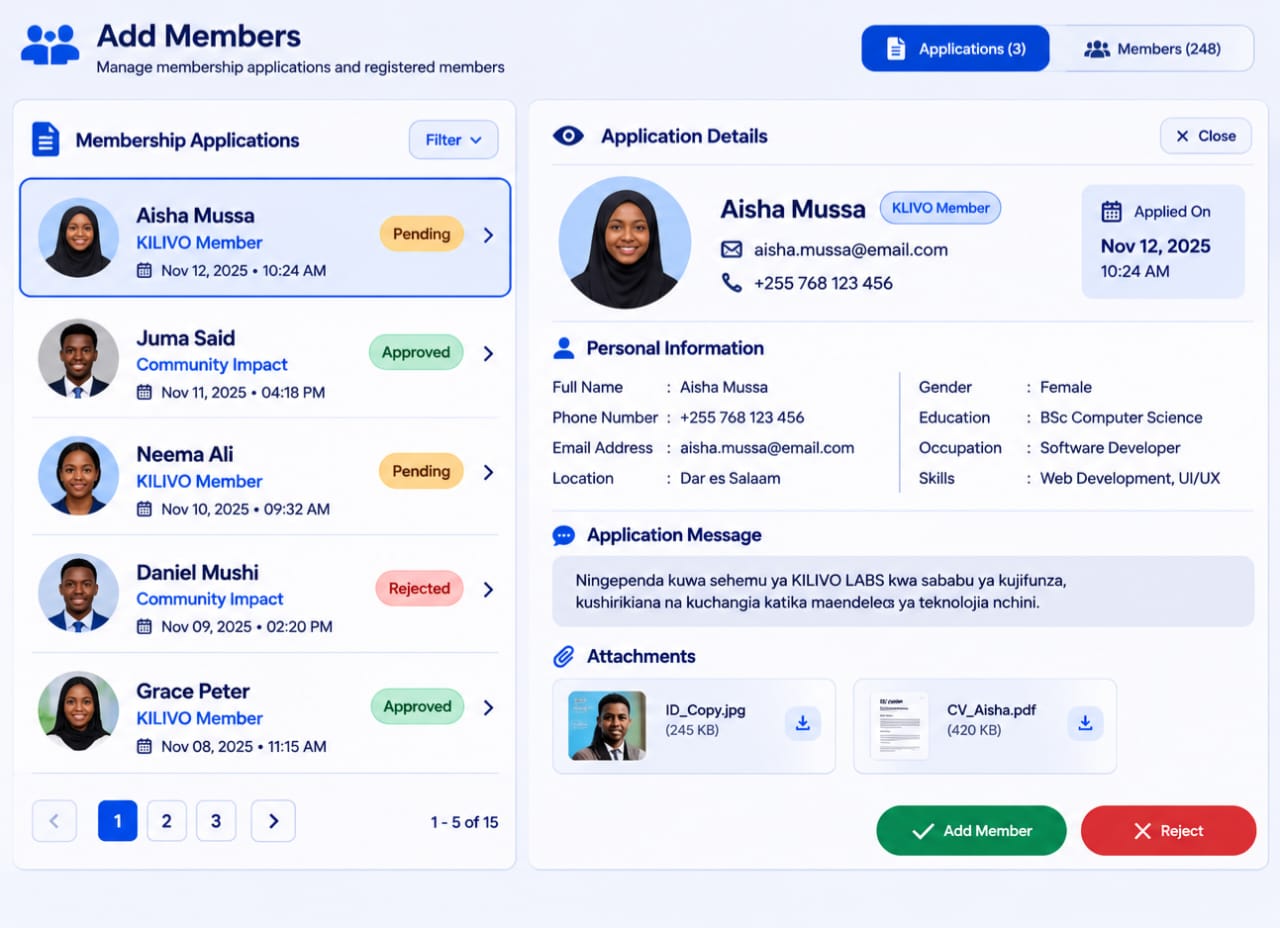 Add Members
Manage membership applications and registered members
Applications (3)
Members (248)
Membership Applications
Filter
Aisha Mussa
KILIVO Member
Nov 12, 2025 • 10:24 AM
Pending
Juma Said
Community Impact
Nov 11, 2025 • 04:18 PM
Approved
Neema Ali
KILIVO Member
Nov 10, 2025 • 09:32 AM
Pending
Daniel Mushi
Community Impact
Nov 09, 2025 • 02:20 PM
Rejected
Grace Peter
KILIVO Member
Nov 08, 2025 • 11:15 AM
Approved
1 2 3
1 - 5 of 15
Application Details
Close
Aisha Mussa
KILIVO Member
aisha.mussa@email.com
+255 768 123 456
Applied On
Nov 12, 2025
10:24 AM
Personal Information
Full Name : Aisha Mussa
Phone Number : +255 768 123 456
Email Address : aisha.mussa@email.com
Location : Dar es Salaam
Gender : Female
Education : BSc Computer Science
Occupation : Software Developer
Skills : Web Development, UI/UX
Application Message
Ningependa kuwa sehemu ya KILIVO LABS kwa sababu ya kujifunza,
kushirikiana na kuchangia katika ya teknolojia nchini.
Attachments
ID_Copy.jpg
(245 KB)
CV_Aisha.pdf
(420 KB)
Add Member
Reject